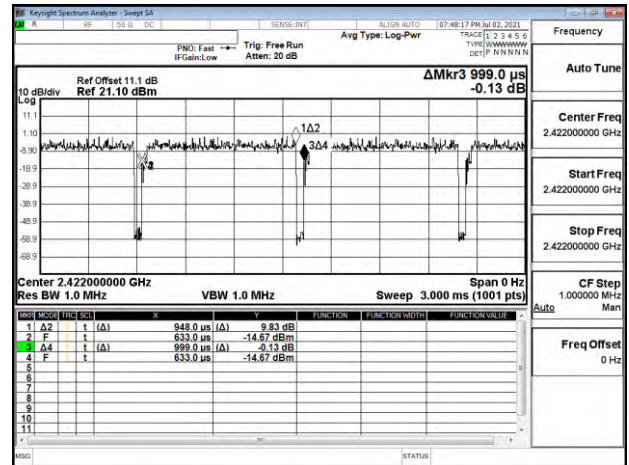 Keysight Spectrum Analyzer - Swept SA
R RF 50 Ω DC SENSE:INT ALIGN AUTO 07:48:17 PM Jul 02, 2021
PNO: Fast Trig: Free Run Avg Type: Log-Pwr TRACE 1 2 3 4 5 6
IFGain:Low Atten: 20 dB TYPE WWWWWW
DET P N N N N N
Frequency
Ref Offset 11.1 dB ΔMkr3 999.0 µs
10 dB/div Ref 21.10 dBm -0.13 dB
Log
11.1
1.10
-8.90
-18.9
-28.9
-38.9
-48.9
-58.9
-68.9
1Δ2
3Δ4
Center 2.422000000 GHz Span 0 Hz
Res BW 1.0 MHz VBW 1.0 MHz Sweep 3.000 ms (1001 pts)
MKR MODE TRC SCL X Y FUNCTION FUNCTION WIDTH FUNCTION VALUE
1 Δ2 1 t (Δ) 948.0 µs (Δ) 9.83 dB
2 F 1 t 633.0 µs -14.67 dBm
3 Δ4 1 t (Δ) 999.0 µs (Δ) -0.13 dB
4 F 1 t 633.0 µs -14.67 dBm
5
6
7
8
9
10
11
MSG STATUS
Auto Tune
Center Freq
2.422000000 GHz
Start Freq
2.422000000 GHz
Stop Freq
2.422000000 GHz
CF Step
1.000000 MHz
Auto Man
Freq Offset
0 Hz